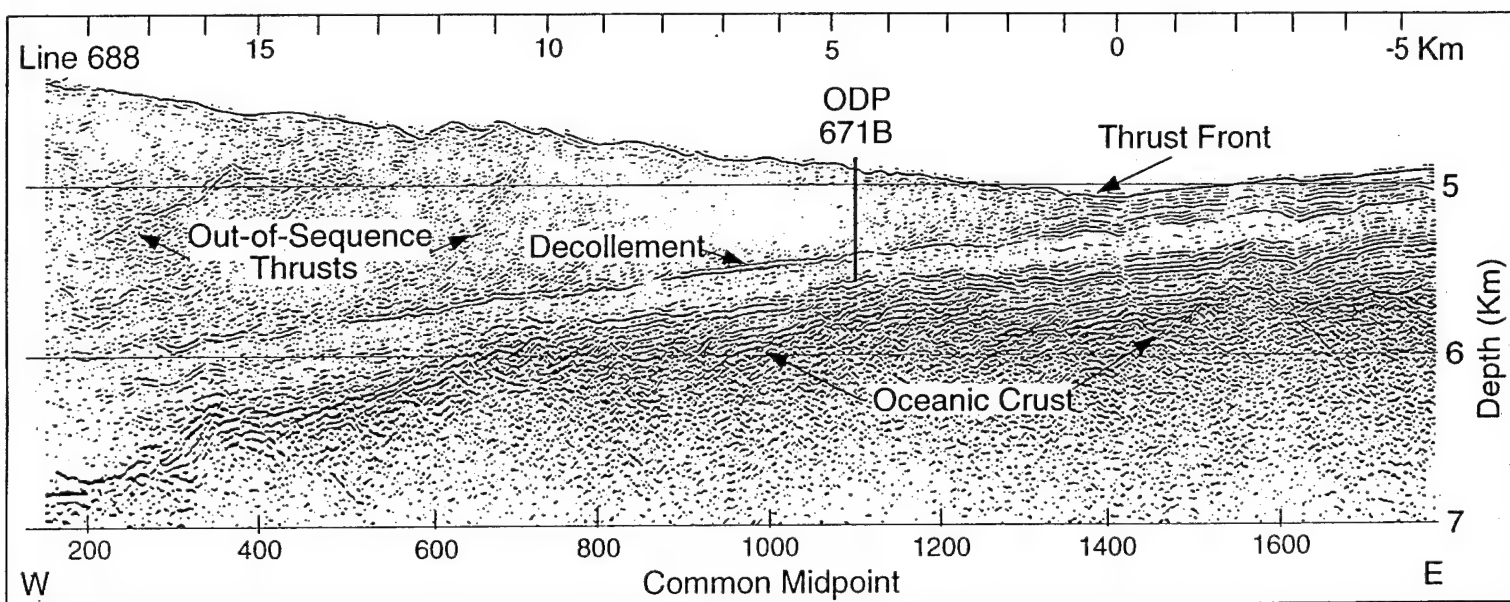 15 10 5 0 -5 Km
Line 688
ODP
671B
Thrust Front
5
Out-of-Sequence
Thrusts
Decollement
6
Oceanic Crust
Depth (Km)
7
200 400 600 800 1000 1200 1400 1600
W Common Midpoint E